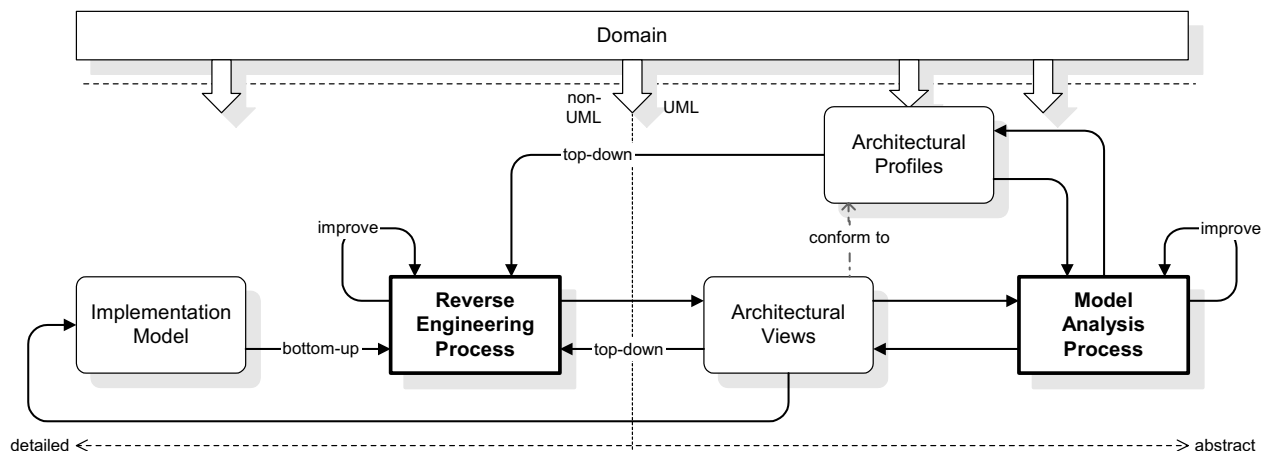 Domain
non-
UML
UML
Architectural
Profiles
top-down
improve
conform to
improve
Implementation
Model
Reverse
Engineering
Process
Architectural
Views
Model
Analysis
Process
bottom-up
top-down
detailed
abstract